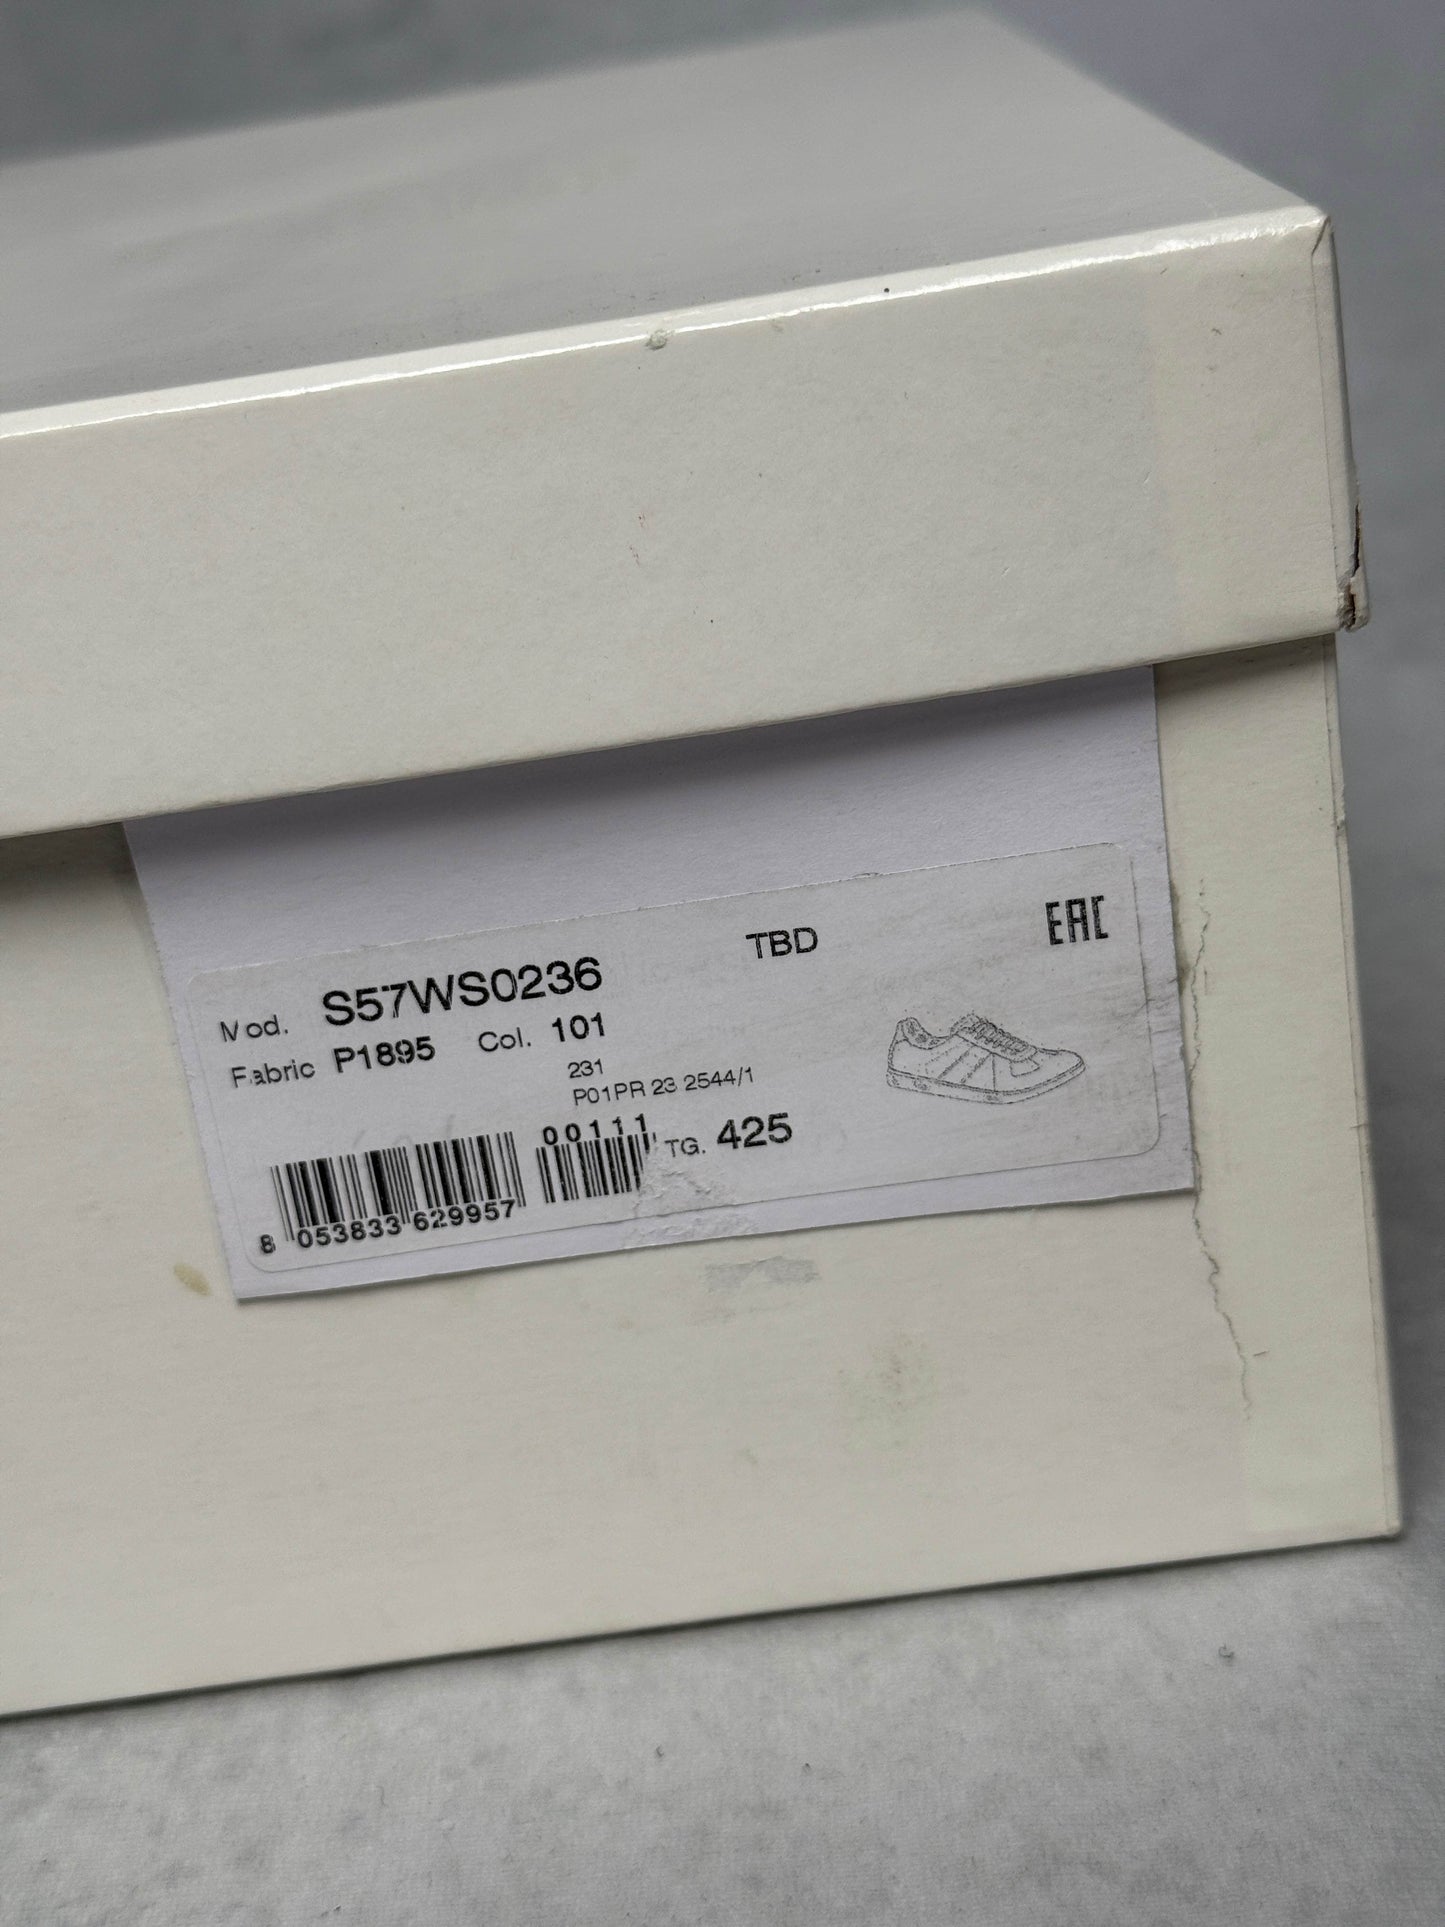 TBD
EAC
Mod. S57WS0236
Fabric P1895 Col. 101
231
P01PR 23 2544/1
00111
TG. 425
8 053833 629957